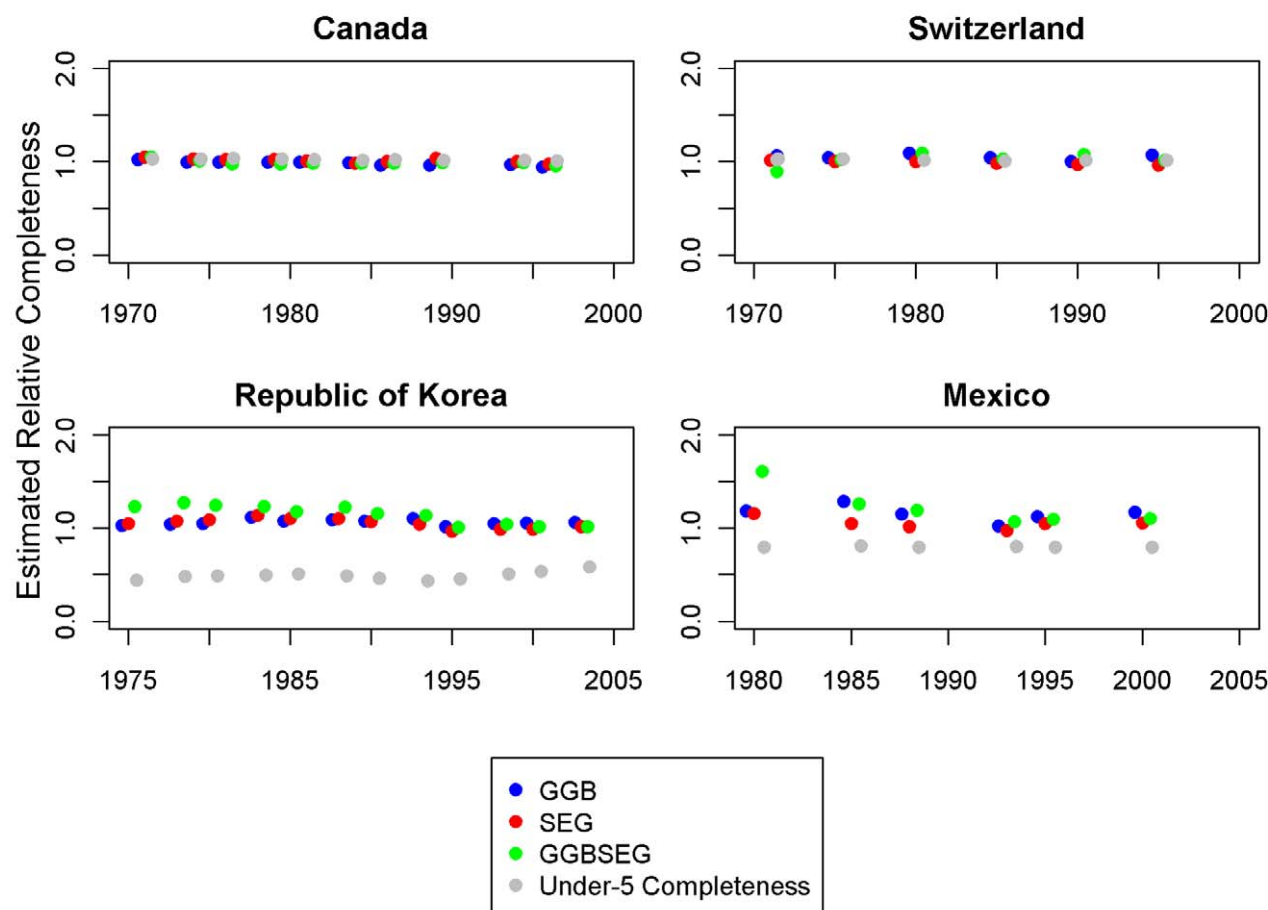 Canada
Switzerland
Estimated Relative Completeness
2.0
1.0
0.0
1970 1980 1990 2000
2.0
1.0
0.0
1970 1980 1990 2000
Republic of Korea
Mexico
2.0
1.0
0.0
1975 1985 1995 2005
2.0
1.0
0.0
1980 1985 1990 1995 2000 2005
GGB
SEG
GGBSEG
Under-5 Completeness